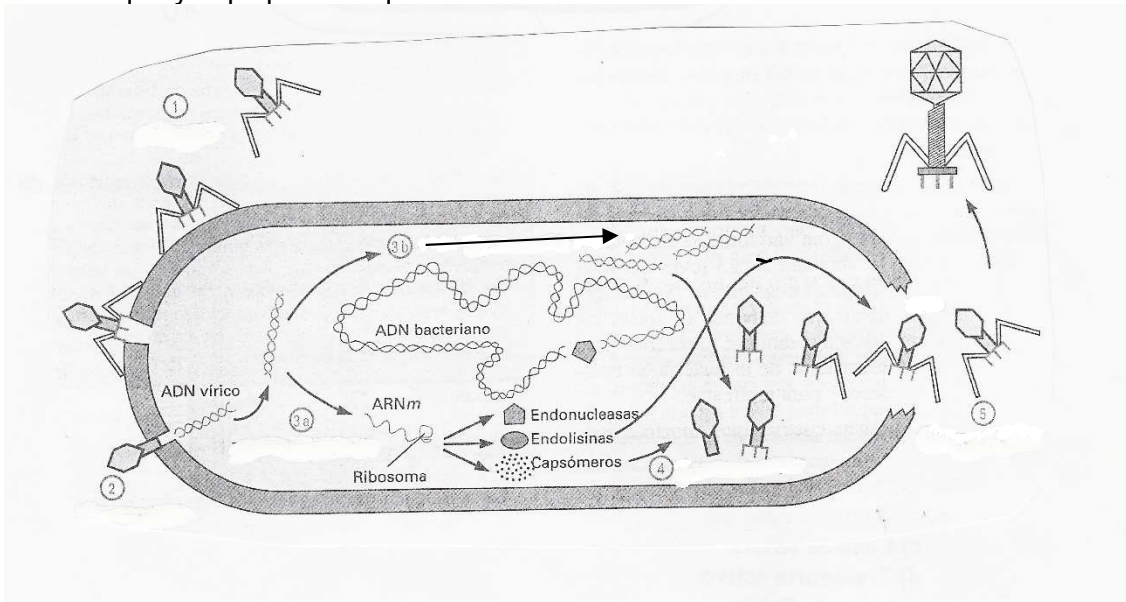 1
3b
ADN bacteriano
ADN vírico
ARNm
3a
Endonucleasas
Endolisinas
Capsómeros
Ribosoma
4
5
2